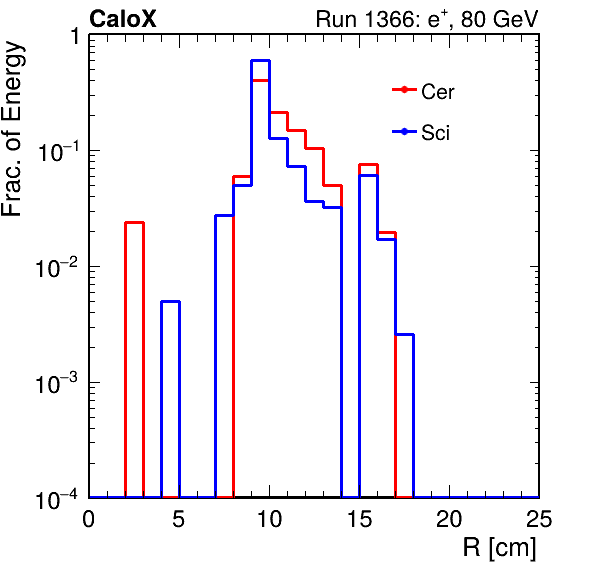 CaloX Run 1366: e⁺, 80 GeV
Frac. of Energy
1
10⁻¹
10⁻²
10⁻³
10⁻⁴
Cer
Sci
0 5 10 15 20 25
R [cm]